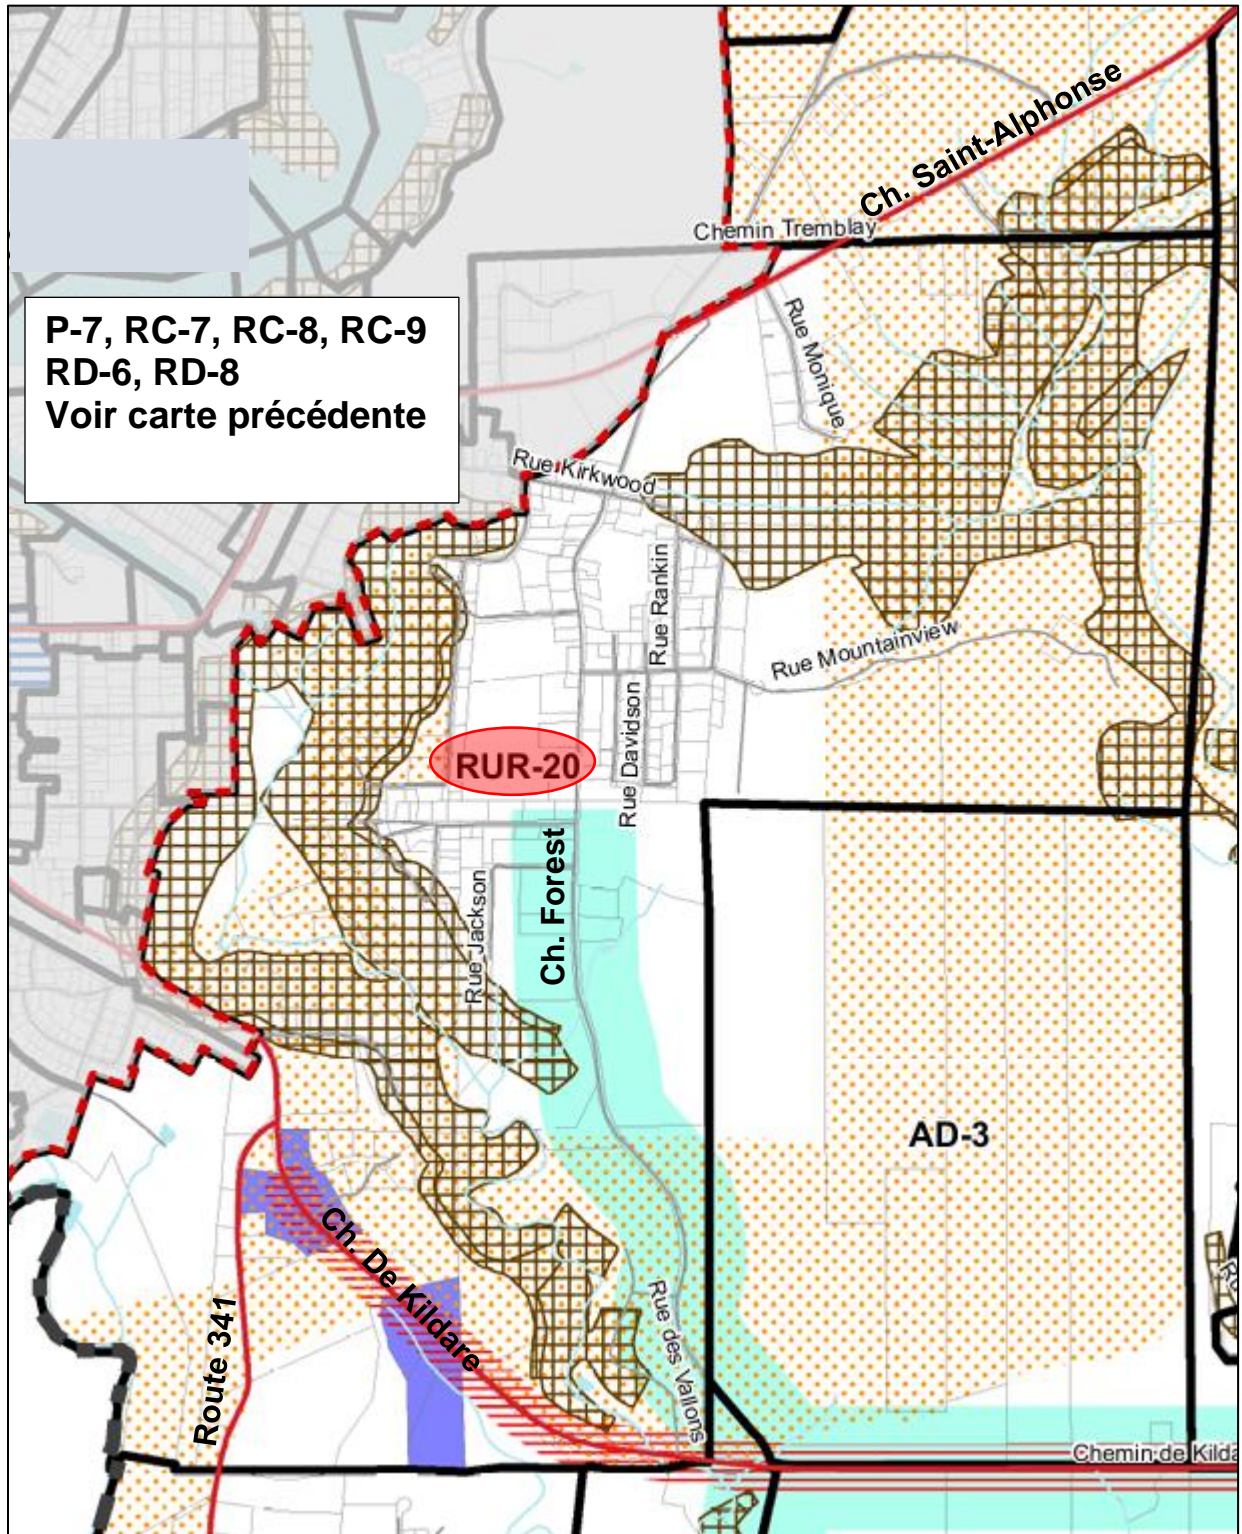 Ch. Saint-Alphonse
Chemin Tremblay
P-7, RC-7, RC-8, RC-9
RD-6, RD-8
Voir carte précédente
Rue Monique
Rue Kirkwood
Rue Rankin
Rue Mountainview
Rue Davidson
RUR-20
Ch. Forest
Rue Jackson
AD-3
Ch. De Kildare
Route 341
Rue des Vallons
Chemin de Kilda